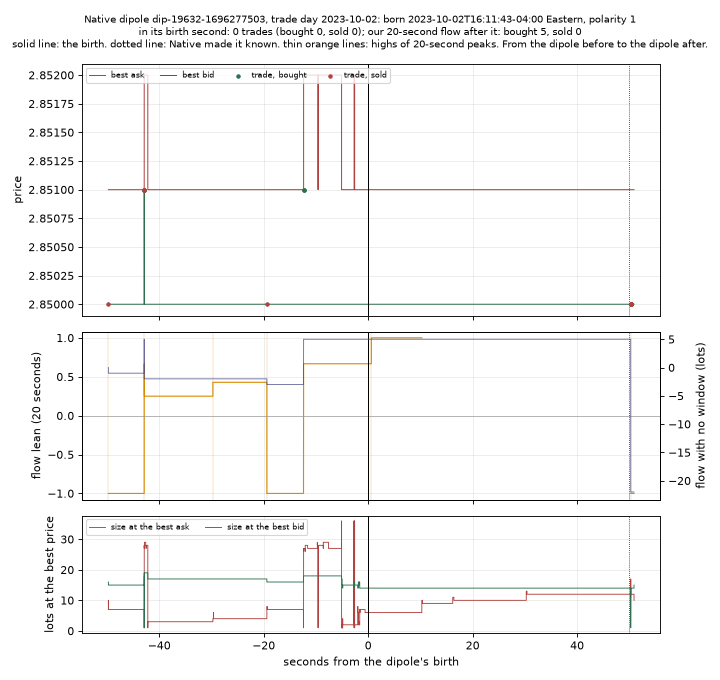 Native dipole dip-19632-1696277503, trade day 2023-10-02: born 2023-10-02T16:11:43-04:00 Eastern, polarity 1
in its birth second: 0 trades (bought 0, sold 0); our 20-second flow after it: bought 5, sold 0
solid line: the birth. dotted line: Native made it known. thin orange lines: highs of 20-second peaks. From the dipole before to the dipole after.
best ask
best bid
trade, bought
trade, sold
2.85200
2.85175
2.85150
2.85125
2.85100
2.85075
2.85050
2.85025
2.85000
price
1.0
0.5
0.0
−0.5
−1.0
flow lean (20 seconds)
5
0
−5
−10
−15
−20
flow with no window (lots)
size at the best ask
size at the best bid
30
20
10
0
lots at the best price
−40
−20
0
20
40
seconds from the dipole's birth